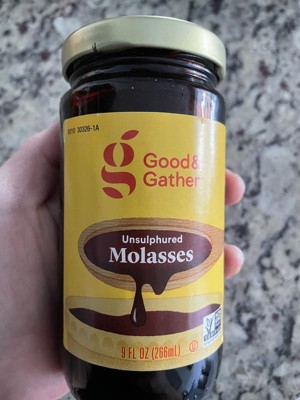 Good&
Gather
Unsulphured
Molasses
9 FL OZ (266mL)